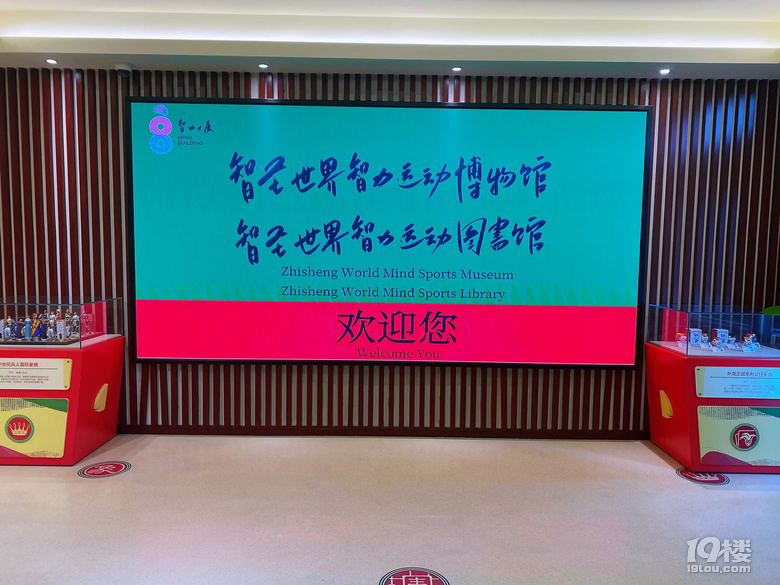 智力大厦
MIND
BUILDING
智圣世界智力运动博物馆
智圣世界智力运动图書馆
Zhisheng World Mind Sports Museum
Zhisheng World Mind Sports Library
欢迎您
Welcome You
19楼
19lou.com